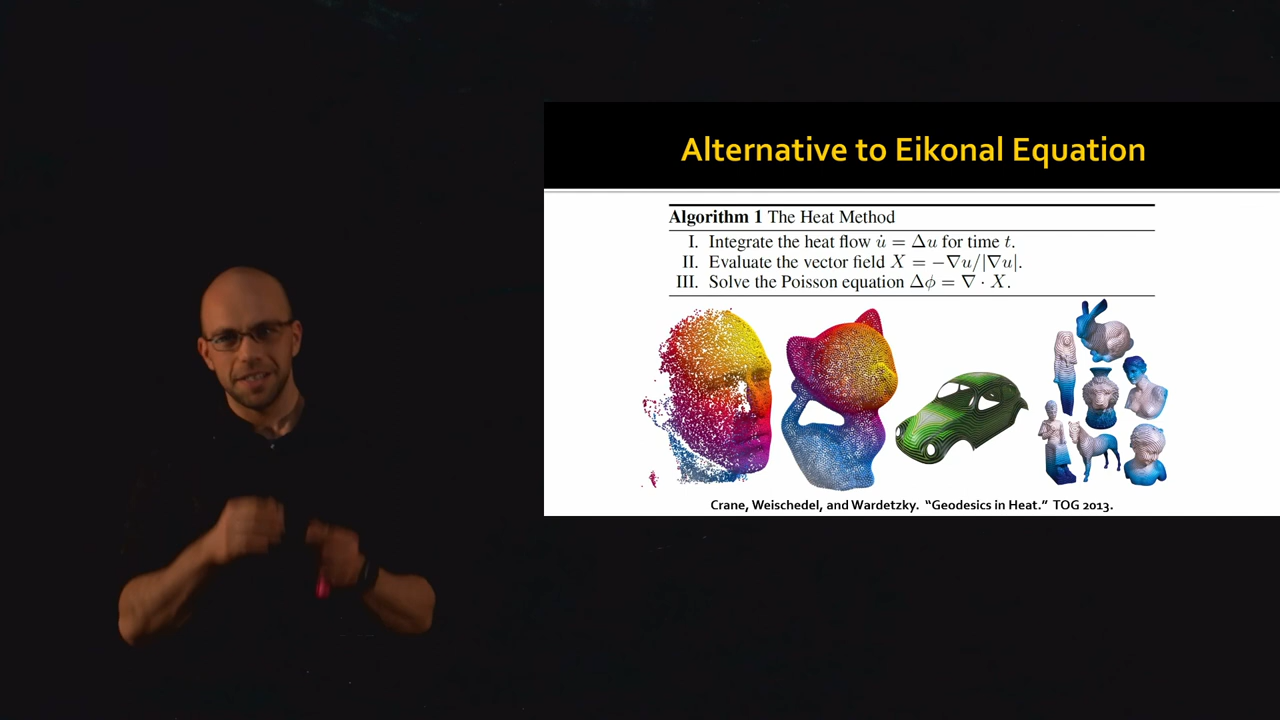 Alternative to Eikonal Equation
Algorithm 1 The Heat Method
I. Integrate the heat flow u̇ = Δu for time t.
II. Evaluate the vector field X = −∇u/|∇u|.
III. Solve the Poisson equation Δϕ = ∇ · X.
Crane, Weischedel, and Wardetzky. “Geodesics in Heat.” TOG 2013.